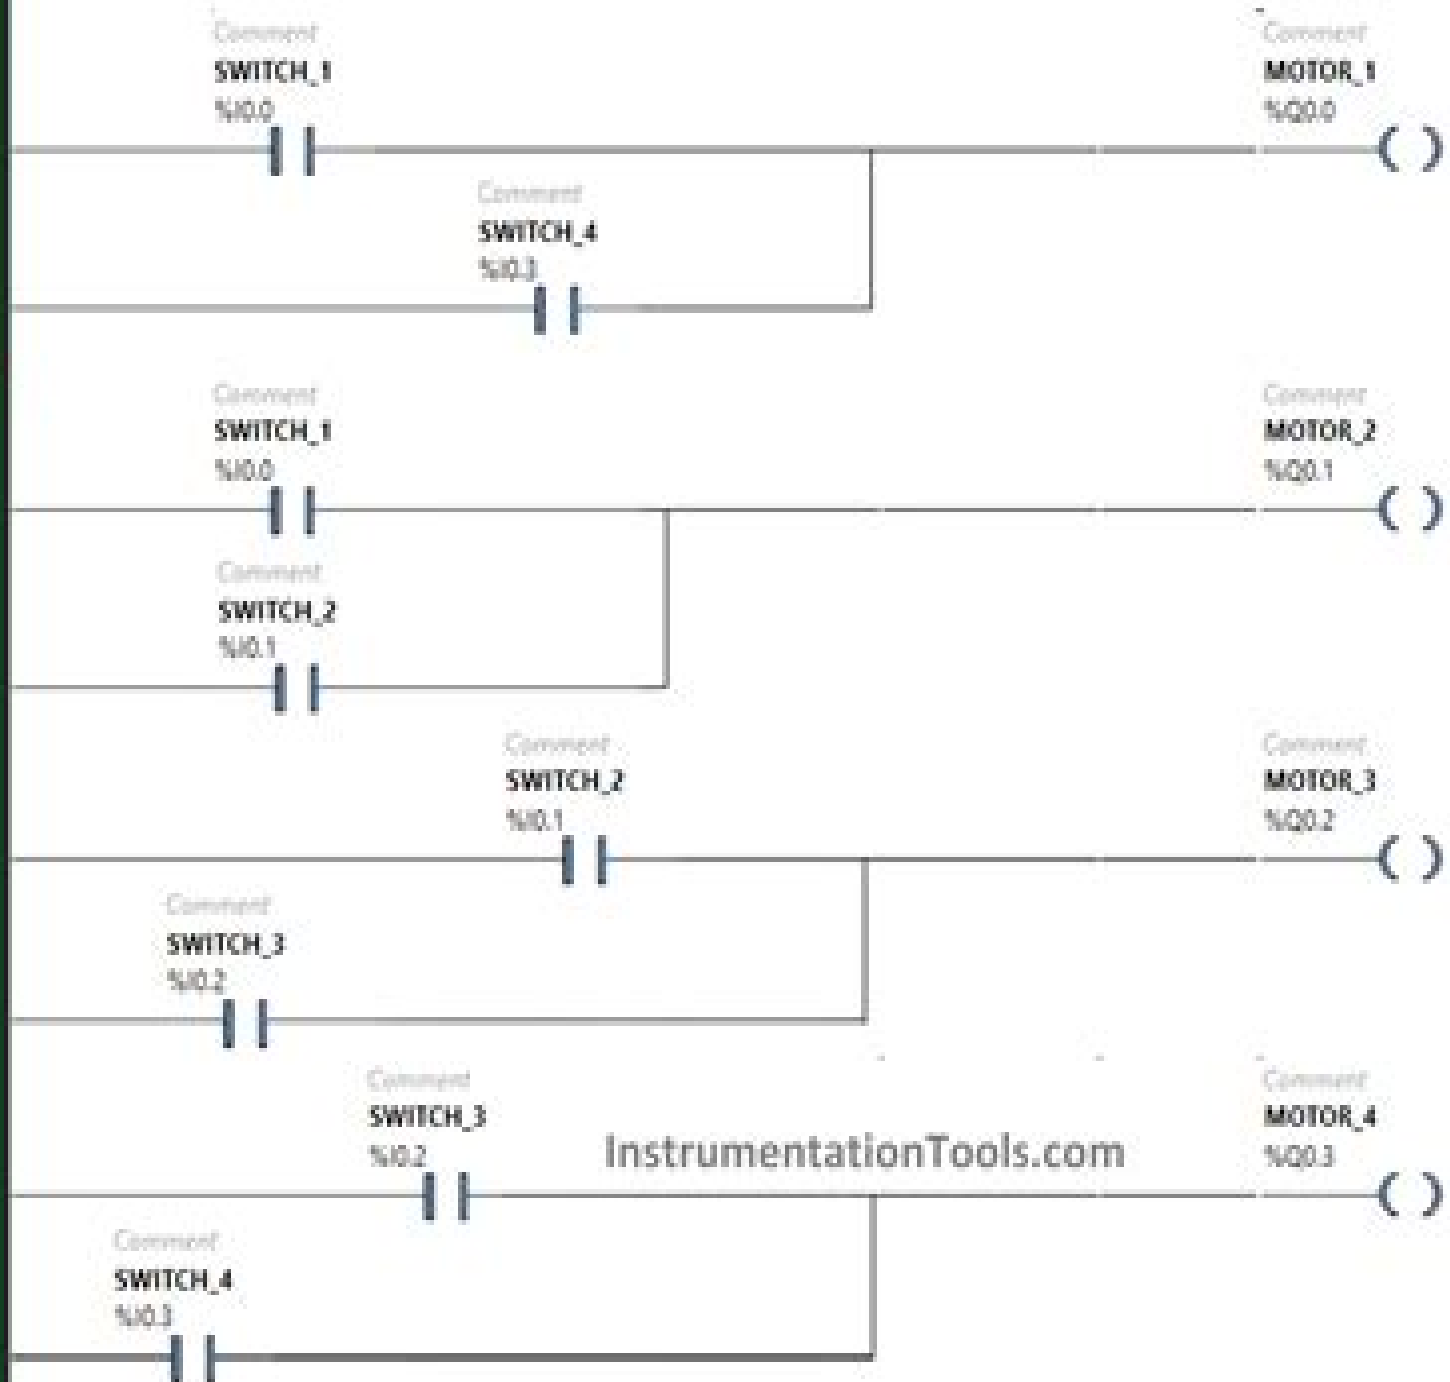 Comment
SWITCH_1
%I0.0
Comment
MOTOR_1
%Q0.0
Comment
SWITCH_4
%I0.3
Comment
SWITCH_1
%I0.0
Comment
MOTOR_2
%Q0.1
Comment
SWITCH_2
%I0.1
Comment
SWITCH_2
%I0.1
Comment
MOTOR_3
%Q0.2
Comment
SWITCH_3
%I0.2
Comment
SWITCH_3
%I0.2
InstrumentationTools.com
Comment
MOTOR_4
%Q0.3
Comment
SWITCH_4
%I0.3